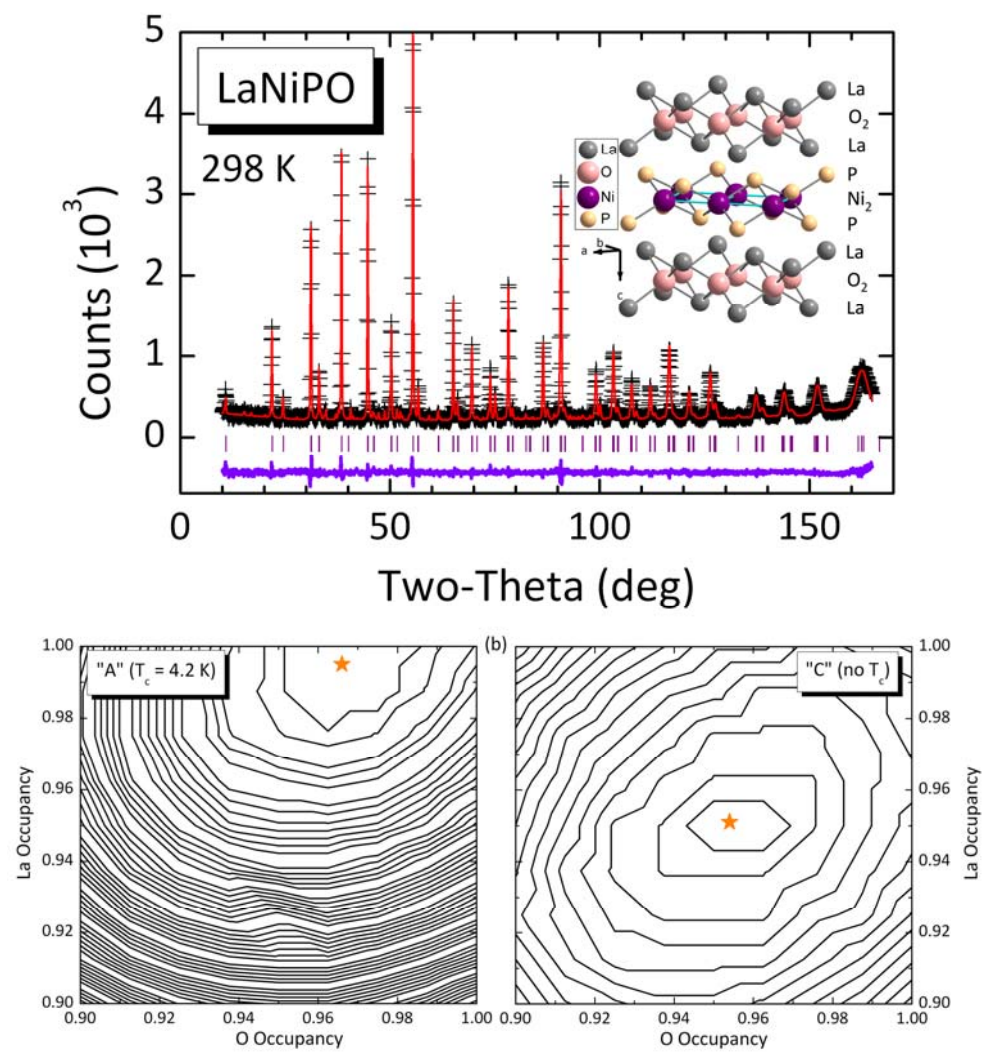 LaNiPO
298 K
Counts (10³)
5
4
3
2
1
0
0 50 100 150
Two-Theta (deg)
La
O
Ni
P
a
b
c
La
O₂
La
P
Ni₂
P
La
O₂
La
(b)
"A" (T_c = 4.2 K)
La Occupancy
1.00
0.98
0.96
0.94
0.92
0.90
0.90 0.92 0.94 0.96 0.98 1.00
O Occupancy
"C" (no T_c)
1.00
0.98
0.96
0.94
0.92
0.90
La Occupancy
0.90 0.92 0.94 0.96 0.98 1.00
O Occupancy